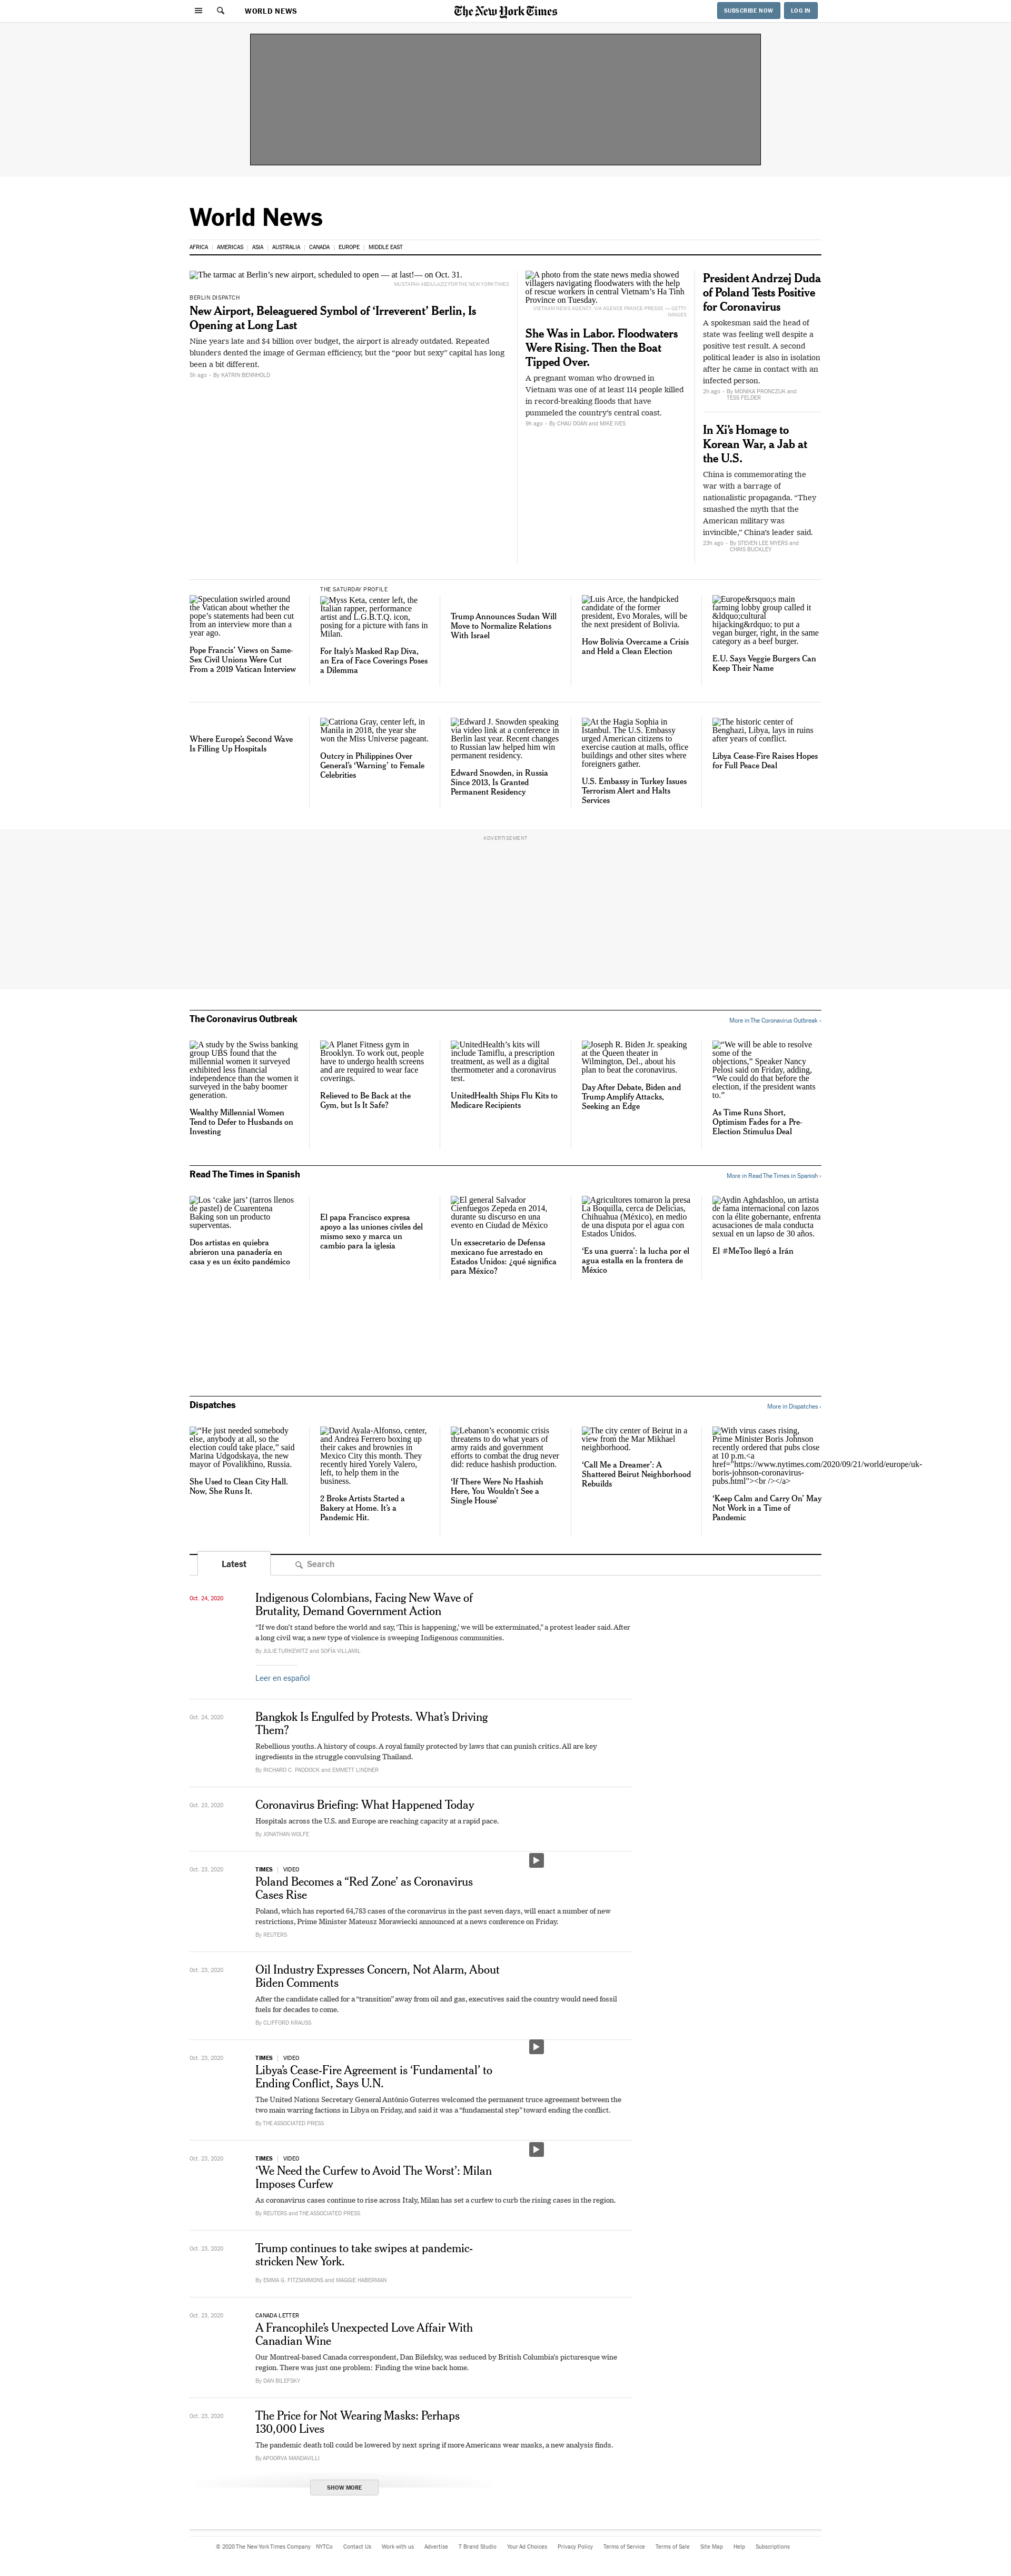 WORLD NEWS
The New York Times
SUBSCRIBE NOW
LOG IN
World News
AFRICA | AMERICAS | ASIA | AUSTRALIA | CANADA | EUROPE | MIDDLE EAST
The tarmac at Berlin's new airport, scheduled to open — at last!— on Oct. 31.
MUSTAFAH ABDULAZIZ FOR THE NEW YORK TIMES
BERLIN DISPATCH
New Airport, Beleaguered Symbol of ‘Irreverent’ Berlin, Is
Opening at Long Last
Nine years late and $4 billion over budget, the airport is already outdated. Repeated
blunders dented the image of German efficiency, but the “poor but sexy” capital has long
been a bit different.
5h ago - By KATRIN BENNHOLD
A photo from the state news media showed
villagers navigating floodwaters with the help
of rescue workers in central Vietnam’s Ha Tinh
Province on Tuesday.
VIETNAM NEWS AGENCY, VIA AGENCE FRANCE-PRESSE — GETTY
IMAGES
She Was in Labor. Floodwaters
Were Rising. Then the Boat
Tipped Over.
A pregnant woman who drowned in
Vietnam was one of at least 114 people killed
in record-breaking floods that have
pummeled the country’s central coast.
9h ago - By CHAU DOAN and MIKE IVES
President Andrzej Duda
of Poland Tests Positive
for Coronavirus
A spokesman said the head of
state was feeling well despite a
positive test result. A second
political leader is also in isolation
after he came in contact with an
infected person.
2h ago - By MONIKA PRONCZUK and
TESS FELDER
In Xi’s Homage to
Korean War, a Jab at
the U.S.
China is commemorating the
war with a barrage of
nationalistic propaganda. “They
smashed the myth that the
American military was
invincible,” China’s leader said.
23h ago - By STEVEN LEE MYERS and
CHRIS BUCKLEY
Speculation swirled around
the Vatican about whether the
pope’s statements had been cut
from an interview more than a
year ago.
Pope Francis’ Views on Same-
Sex Civil Unions Were Cut
From a 2019 Vatican Interview
THE SATURDAY PROFILE
Myss Keta, center left, the
Italian rapper, performance
artist and L.G.B.T.Q. icon,
posing for a picture with fans in
Milan.
For Italy’s Masked Rap Diva,
an Era of Face Coverings Poses
a Dilemma
Trump Announces Sudan Will
Move to Normalize Relations
With Israel
Luis Arce, the handpicked
candidate of the former
president, Evo Morales, will be
the next president of Bolivia.
How Bolivia Overcame a Crisis
and Held a Clean Election
Europe&rsquo;s main
farming lobby group called it
&ldquo;cultural
hijacking&rdquo; to put a
vegan burger, right, in the same
category as a beef burger.
E.U. Says Veggie Burgers Can
Keep Their Name
Where Europe’s Second Wave
Is Filling Up Hospitals
Catriona Gray, center left, in
Manila in 2018, the year she
won the Miss Universe pageant.
Outcry in Philippines Over
General’s ‘Warning’ to Female
Celebrities
Edward J. Snowden speaking
via video link at a conference in
Berlin last year. Recent changes
to Russian law helped him win
permanent residency.
Edward Snowden, in Russia
Since 2013, Is Granted
Permanent Residency
At the Hagia Sophia in
Istanbul. The U.S. Embassy
urged American citizens to
exercise caution at malls, office
buildings and other sites where
foreigners gather.
U.S. Embassy in Turkey Issues
Terrorism Alert and Halts
Services
The historic center of
Benghazi, Libya, lays in ruins
after years of conflict.
Libya Cease-Fire Raises Hopes
for Full Peace Deal
ADVERTISEMENT
The Coronavirus Outbreak
More in The Coronavirus Outbreak ›
A study by the Swiss banking
group UBS found that the
millennial women it surveyed
exhibited less financial
independence than the women it
surveyed in the baby boomer
generation.
Wealthy Millennial Women
Tend to Defer to Husbands on
Investing
A Planet Fitness gym in
Brooklyn. To work out, people
have to undergo health screens
and are required to wear face
coverings.
Relieved to Be Back at the
Gym, but Is It Safe?
UnitedHealth’s kits will
include Tamiflu, a prescription
treatment, as well as a digital
thermometer and a coronavirus
test.
UnitedHealth Ships Flu Kits to
Medicare Recipients
Joseph R. Biden Jr. speaking
at the Queen theater in
Wilmington, Del., about his
plan to beat the coronavirus.
Day After Debate, Biden and
Trump Amplify Attacks,
Seeking an Edge
“We will be able to resolve
some of the
objections,” Speaker Nancy
Pelosi said on Friday, adding,
“We could do that before the
election, if the president wants
to.”
As Time Runs Short,
Optimism Fades for a Pre-
Election Stimulus Deal
Read The Times in Spanish
More in Read The Times in Spanish ›
Los ‘cake jars’ (tarros llenos
de pastel) de Cuarentena
Baking son un producto
superventas.
Dos artistas en quiebra
abrieron una panadería en
casa y es un éxito pandémico
El papa Francisco expresa
apoyo a las uniones civiles del
mismo sexo y marca un
cambio para la iglesia
El general Salvador
Cienfuegos Zepeda en 2014,
durante su discurso en una
evento en Ciudad de México
Un exsecretario de Defensa
mexicano fue arrestado en
Estados Unidos: ¿qué significa
para México?
Agricultores tomaron la presa
La Boquilla, cerca de Delicias,
Chihuahua (México), en medio
de una disputa por el agua con
Estados Unidos.
‘Es una guerra’: la lucha por el
agua estalla en la frontera de
México
Aydin Aghdashloo, un artista
de fama internacional con lazos
con la élite gobernante, enfrenta
acusaciones de mala conducta
sexual en un lapso de 30 años.
El #MeToo llegó a Irán
Dispatches
More in Dispatches ›
“He just needed somebody
else, anybody at all, so the
election could take place,” said
Marina Udgodskaya, the new
mayor of Povalikhino, Russia.
She Used to Clean City Hall.
Now, She Runs It.
David Ayala-Alfonso, center,
and Andrea Ferrero boxing up
their cakes and brownies in
Mexico City this month. They
recently hired Yorely Valero,
left, to help them in the
business.
2 Broke Artists Started a
Bakery at Home. It’s a
Pandemic Hit.
Lebanon’s economic crisis
threatens to undo what years of
army raids and government
efforts to combat the drug never
did: reduce hashish production.
‘If There Were No Hashish
Here, You Wouldn’t See a
Single House’
The city center of Beirut in a
view from the Mar Mikhael
neighborhood.
‘Call Me a Dreamer’: A
Shattered Beirut Neighborhood
Rebuilds
With virus cases rising,
Prime Minister Boris Johnson
recently ordered that pubs close
at 10 p.m.<a
href="https://www.nytimes.com/2020/09/21/world/europe/uk-
boris-johnson-coronavirus-
pubs.html"><br /></a>
‘Keep Calm and Carry On’ May
Not Work in a Time of
Pandemic
Latest
Search
Oct. 24, 2020
Indigenous Colombians, Facing New Wave of
Brutality, Demand Government Action
“If we don’t stand before the world and say, ‘This is happening,’ we will be exterminated,” a protest leader said. After
a long civil war, a new type of violence is sweeping Indigenous communities.
By JULIE TURKEWITZ and SOFÍA VILLAMIL
Leer en español
Oct. 24, 2020
Bangkok Is Engulfed by Protests. What’s Driving
Them?
Rebellious youths. A history of coups. A royal family protected by laws that can punish critics. All are key
ingredients in the struggle convulsing Thailand.
By RICHARD C. PADDOCK and EMMETT LINDNER
Oct. 23, 2020
Coronavirus Briefing: What Happened Today
Hospitals across the U.S. and Europe are reaching capacity at a rapid pace.
By JONATHAN WOLFE
Oct. 23, 2020
TIMES | VIDEO
Poland Becomes a “Red Zone’ as Coronavirus
Cases Rise
Poland, which has reported 64,783 cases of the coronavirus in the past seven days, will enact a number of new
restrictions, Prime Minister Mateusz Morawiecki announced at a news conference on Friday.
By REUTERS
Oct. 23, 2020
Oil Industry Expresses Concern, Not Alarm, About
Biden Comments
After the candidate called for a “transition” away from oil and gas, executives said the country would need fossil
fuels for decades to come.
By CLIFFORD KRAUSS
Oct. 23, 2020
TIMES | VIDEO
Libya’s Cease-Fire Agreement is ‘Fundamental’ to
Ending Conflict, Says U.N.
The United Nations Secretary General António Guterres welcomed the permanent truce agreement between the
two main warring factions in Libya on Friday, and said it was a “fundamental step” toward ending the conflict.
By THE ASSOCIATED PRESS
Oct. 23, 2020
TIMES | VIDEO
‘We Need the Curfew to Avoid The Worst’: Milan
Imposes Curfew
As coronavirus cases continue to rise across Italy, Milan has set a curfew to curb the rising cases in the region.
By REUTERS and THE ASSOCIATED PRESS
Oct. 23, 2020
Trump continues to take swipes at pandemic-
stricken New York.
By EMMA G. FITZSIMMONS and MAGGIE HABERMAN
Oct. 23, 2020
CANADA LETTER
A Francophile’s Unexpected Love Affair With
Canadian Wine
Our Montreal-based Canada correspondent, Dan Bilefsky, was seduced by British Columbia’s picturesque wine
region. There was just one problem: Finding the wine back home.
By DAN BILEFSKY
Oct. 23, 2020
The Price for Not Wearing Masks: Perhaps
130,000 Lives
The pandemic death toll could be lowered by next spring if more Americans wear masks, a new analysis finds.
By APOORVA MANDAVILLI
SHOW MORE
© 2020 The New York Times Company NYTCo Contact Us Work with us Advertise T Brand Studio Your Ad Choices Privacy Policy Terms of Service Terms of Sale Site Map Help Subscriptions